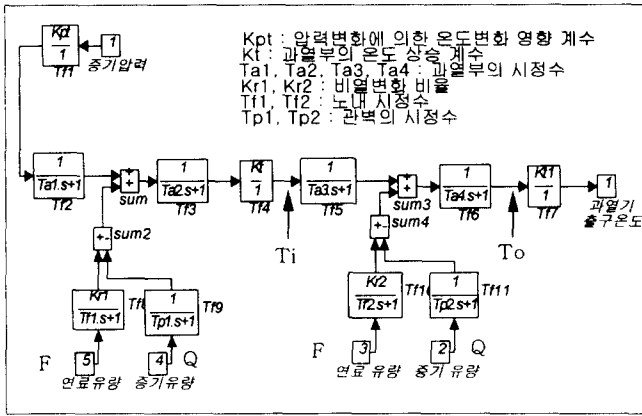 Kpt : 압력변화에 의한 온도변화 영향 계수
Kf : 과열부의 온도 상승 계수
Ta1, Ta2, Ta3, Ta4 : 과열부의 시정수
Kr1, Kr2 : 비열변화 비율
Tf1, Tf2 : 노내 시정수
Tp1, Tp2 : 관벽의 시정수
Kpt
1
Tf1
1
증기압력
1
Ta1.s+1
Tf2
+
+
sum
1
Ta2.s+1
Tf3
Kf
1
Tf4
1
Ta3.s+1
Tf5
+
+
sum3
1
Ta4.s+1
Tf6
Kf1
1
Tf7
1
과열기
출구온도
+-
sum2
Ti
+-
sum4
To
Kr1
Tf1.s+1
1
Tp1.s+1
Tf9
Kr2
Tf2.s+1
1
Tp2.s+1
Tf11
F
5
연료유량
4
Q
증기유량
F
3
연료 유량
2
Q
증기 유량